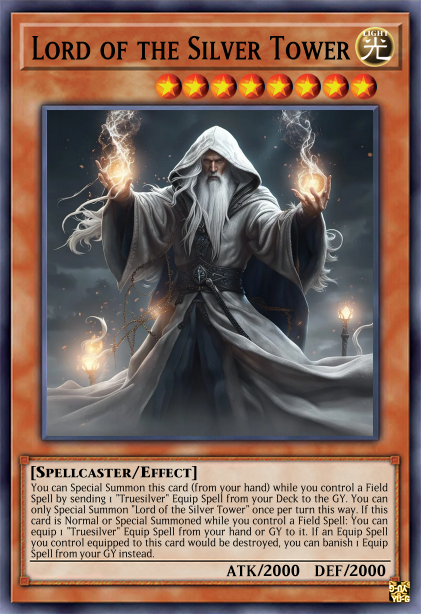 LORD OF THE SILVER TOWER
LIGHT
光
[SPELLCASTER/EFFECT]
You can Special Summon this card (from your hand) while you control a Field
Spell by sending 1 "Truesilver" Equip Spell from your Deck to the GY. You can
only Special Summon "Lord of the Silver Tower" once per turn this way. If this
card is Normal or Special Summoned while you control a Field Spell: You can
equip 1 "Truesilver" Equip Spell from your hand or GY to it. If an Equip Spell
you control equipped to this card would be destroyed, you can banish 1 Equip
Spell from your GY instead.
ATK/2000 DEF/2000